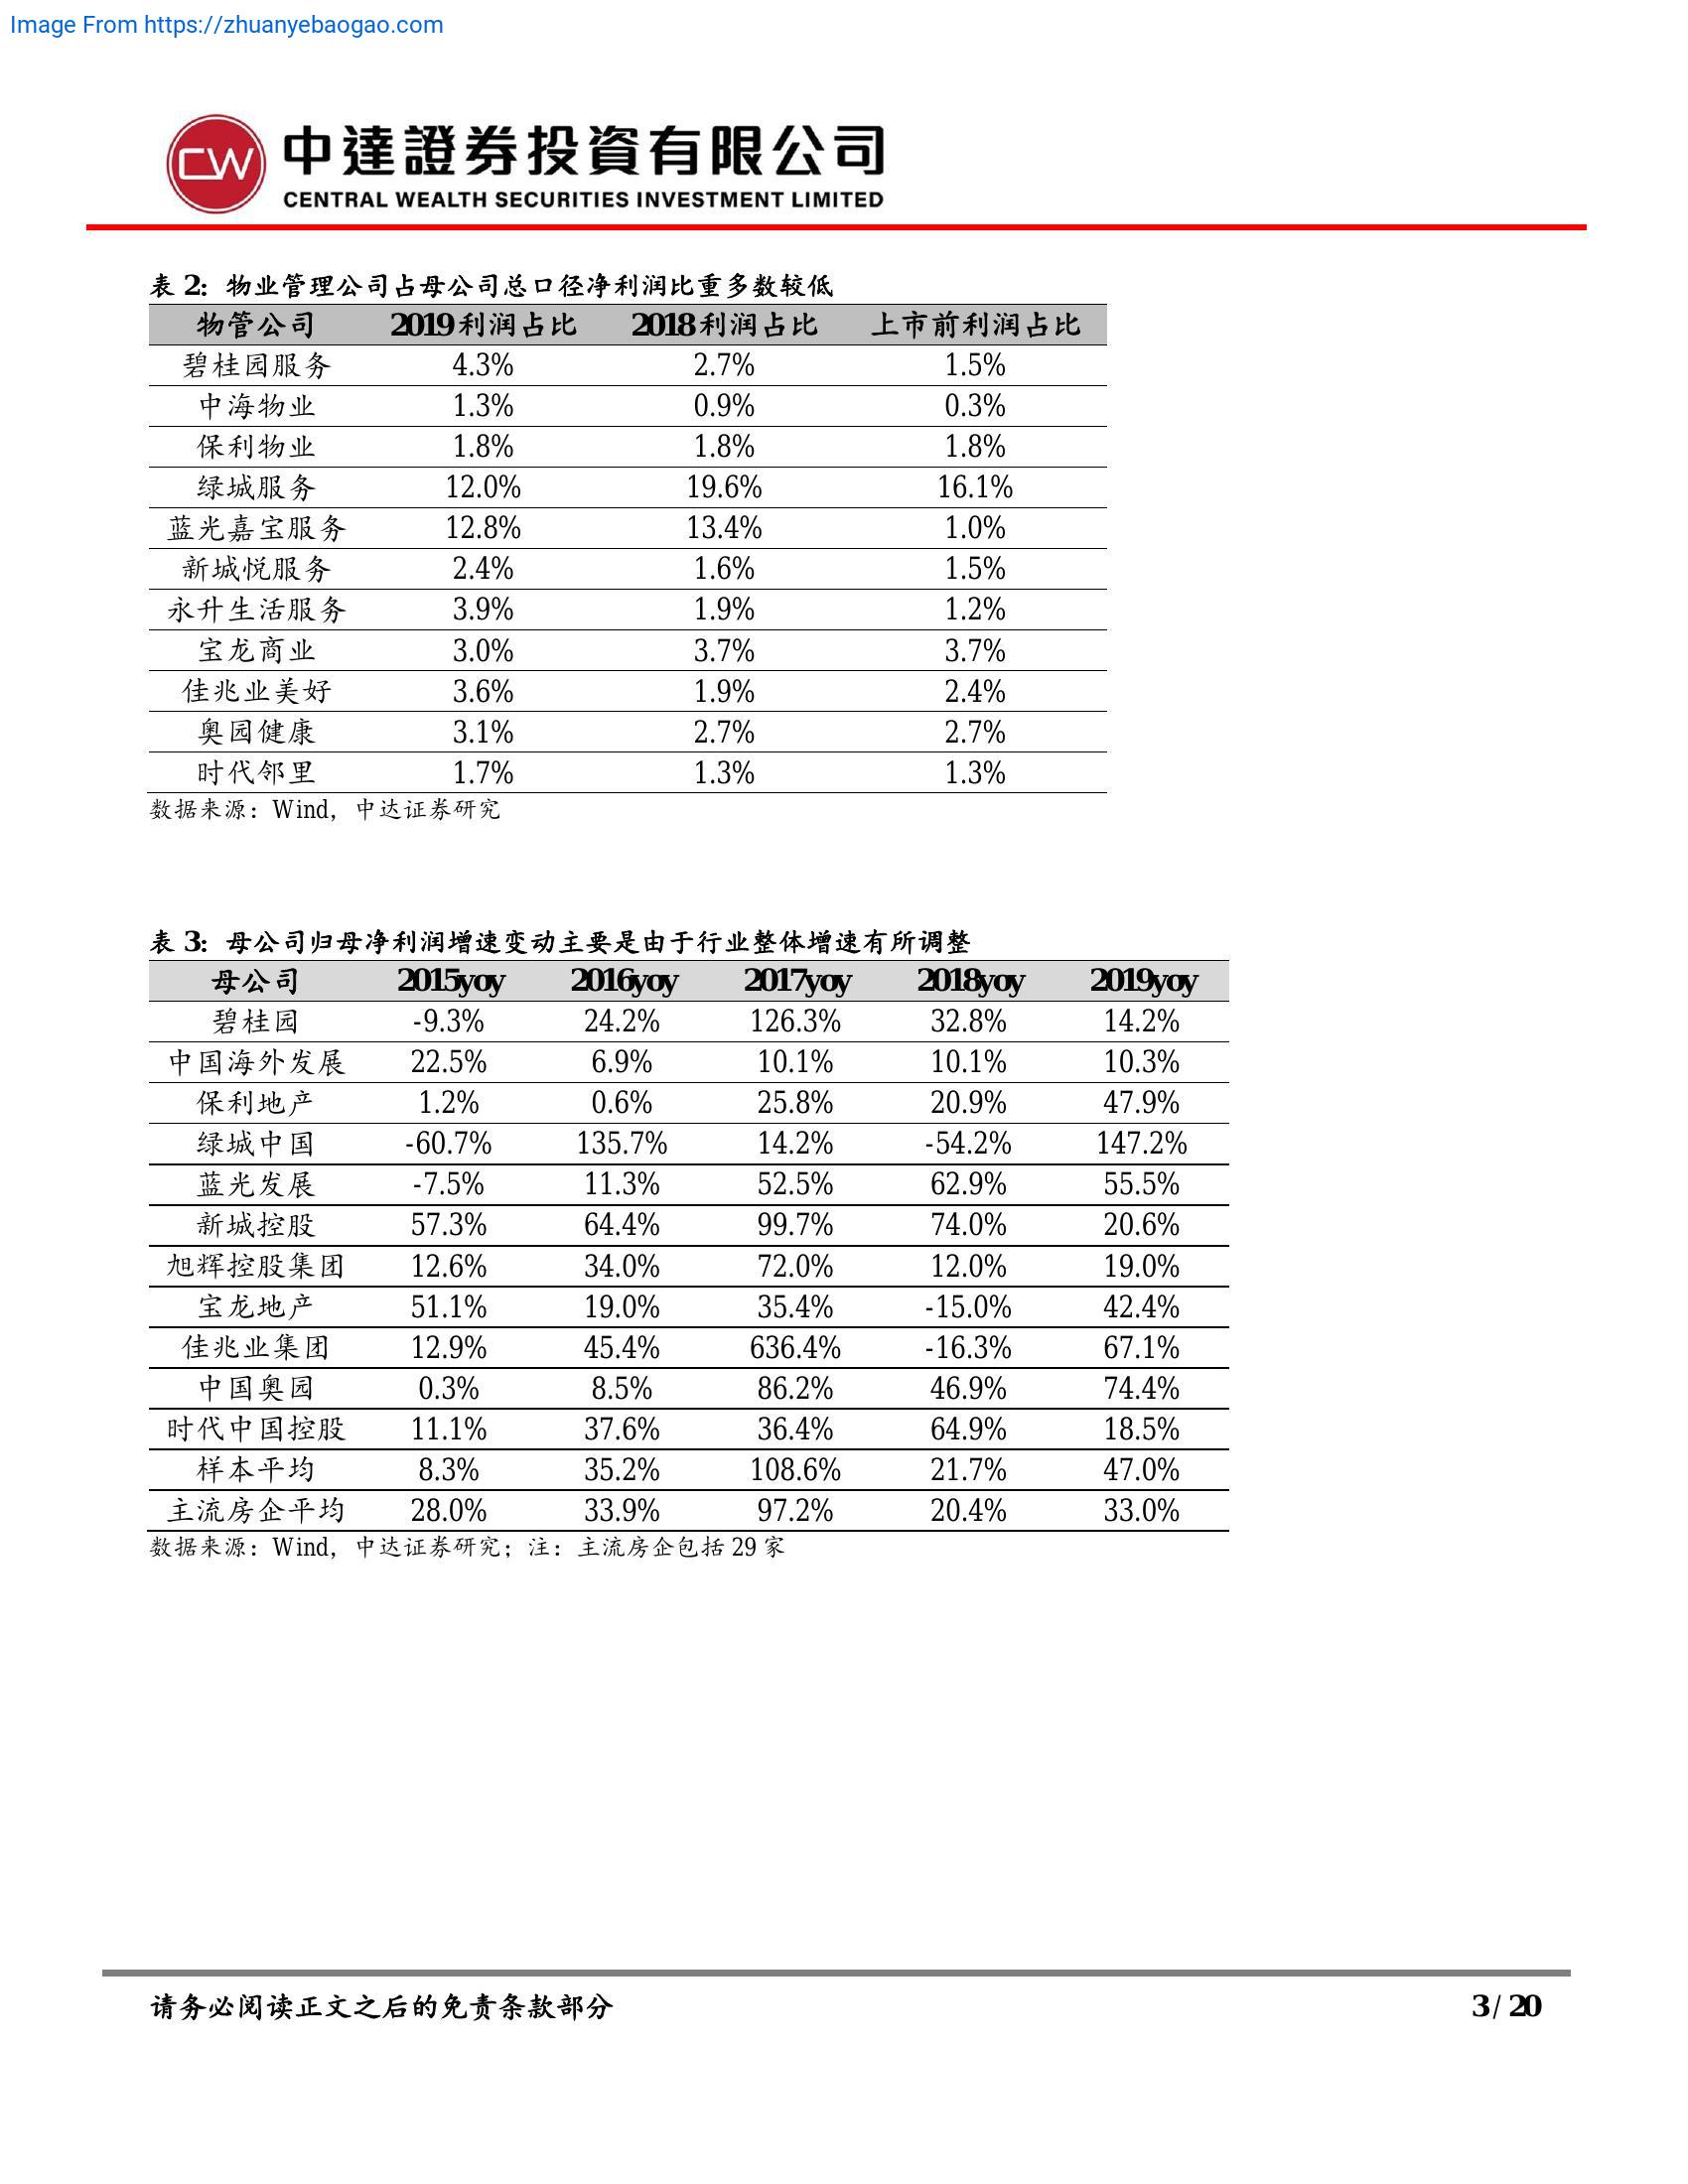 Image From https://zhuanyebaogao.com
CW 中達證券投資有限公司
CENTRAL WEALTH SECURITIES INVESTMENT LIMITED
表 2：物业管理公司占母公司总口径净利润比重多数较低
物管公司 2019 利润占比 2018 利润占比 上市前利润占比
碧桂园服务 4.3% 2.7% 1.5%
中海物业 1.3% 0.9% 0.3%
保利物业 1.8% 1.8% 1.8%
绿城服务 12.0% 19.6% 16.1%
蓝光嘉宝服务 12.8% 13.4% 1.0%
新城悦服务 2.4% 1.6% 1.5%
永升生活服务 3.9% 1.9% 1.2%
宝龙商业 3.0% 3.7% 3.7%
佳兆业美好 3.6% 1.9% 2.4%
奥园健康 3.1% 2.7% 2.7%
时代邻里 1.7% 1.3% 1.3%
数据来源：Wind，中达证券研究
表 3：母公司归母净利润增速变动主要是由于行业整体增速有所调整
母公司 2015yoy 2016yoy 2017yoy 2018yoy 2019yoy
碧桂园 -9.3% 24.2% 126.3% 32.8% 14.2%
中国海外发展 22.5% 6.9% 10.1% 10.1% 10.3%
保利地产 1.2% 0.6% 25.8% 20.9% 47.9%
绿城中国 -60.7% 135.7% 14.2% -54.2% 147.2%
蓝光发展 -7.5% 11.3% 52.5% 62.9% 55.5%
新城控股 57.3% 64.4% 99.7% 74.0% 20.6%
旭辉控股集团 12.6% 34.0% 72.0% 12.0% 19.0%
宝龙地产 51.1% 19.0% 35.4% -15.0% 42.4%
佳兆业集团 12.9% 45.4% 636.4% -16.3% 67.1%
中国奥园 0.3% 8.5% 86.2% 46.9% 74.4%
时代中国控股 11.1% 37.6% 36.4% 64.9% 18.5%
样本平均 8.3% 35.2% 108.6% 21.7% 47.0%
主流房企平均 28.0% 33.9% 97.2% 20.4% 33.0%
数据来源：Wind，中达证券研究；注：主流房企包括 29 家
请务必阅读正文之后的免责条款部分 3 / 20